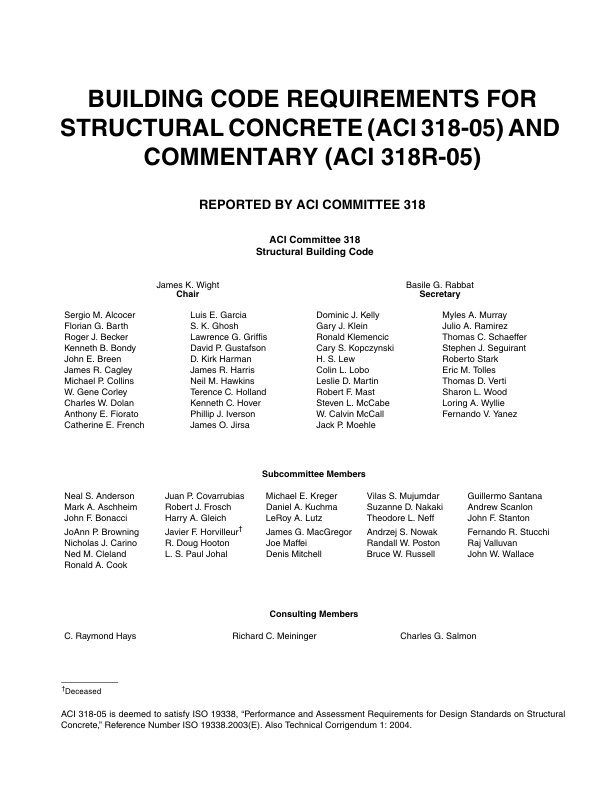 BUILDING CODE REQUIREMENTS FOR
STRUCTURAL CONCRETE (ACI 318-05) AND
COMMENTARY (ACI 318R-05)
REPORTED BY ACI COMMITTEE 318
ACI Committee 318
Structural Building Code
James K. Wight
Chair
Basile G. Rabbat
Secretary
Sergio M. Alcocer
Florian G. Barth
Roger J. Becker
Kenneth B. Bondy
John E. Breen
James R. Cagley
Michael P. Collins
W. Gene Corley
Charles W. Dolan
Anthony E. Fiorato
Catherine E. French
Luis E. Garcia
S. K. Ghosh
Lawrence G. Griffis
David P. Gustafson
D. Kirk Harman
James R. Harris
Neil M. Hawkins
Terence C. Holland
Kenneth C. Hover
Phillip J. Iverson
James O. Jirsa
Dominic J. Kelly
Gary J. Klein
Ronald Klemencic
Cary S. Kopczynski
H. S. Lew
Colin L. Lobo
Leslie D. Martin
Robert F. Mast
Steven L. McCabe
W. Calvin McCall
Jack P. Moehle
Myles A. Murray
Julio A. Ramirez
Thomas C. Schaeffer
Stephen J. Seguirant
Roberto Stark
Eric M. Tolles
Thomas D. Verti
Sharon L. Wood
Loring A. Wyllie
Fernando V. Yanez
Subcommittee Members
Neal S. Anderson
Mark A. Aschheim
John F. Bonacci
JoAnn P. Browning
Nicholas J. Carino
Ned M. Cleland
Ronald A. Cook
Juan P. Covarrubias
Robert J. Frosch
Harry A. Gleich
Javier F. Horvilleur†
R. Doug Hooton
L. S. Paul Johal
Michael E. Kreger
Daniel A. Kuchma
LeRoy A. Lutz
James G. MacGregor
Joe Maffei
Denis Mitchell
Vilas S. Mujumdar
Suzanne D. Nakaki
Theodore L. Neff
Andrzej S. Nowak
Randall W. Poston
Bruce W. Russell
Guillermo Santana
Andrew Scanlon
John F. Stanton
Fernando R. Stucchi
Raj Valluvan
John W. Wallace
Consulting Members
C. Raymond Hays
Richard C. Meininger
Charles G. Salmon
†Deceased
ACI 318-05 is deemed to satisfy ISO 19338, “Performance and Assessment Requirements for Design Standards on Structural
Concrete,” Reference Number ISO 19338.2003(E). Also Technical Corrigendum 1: 2004.